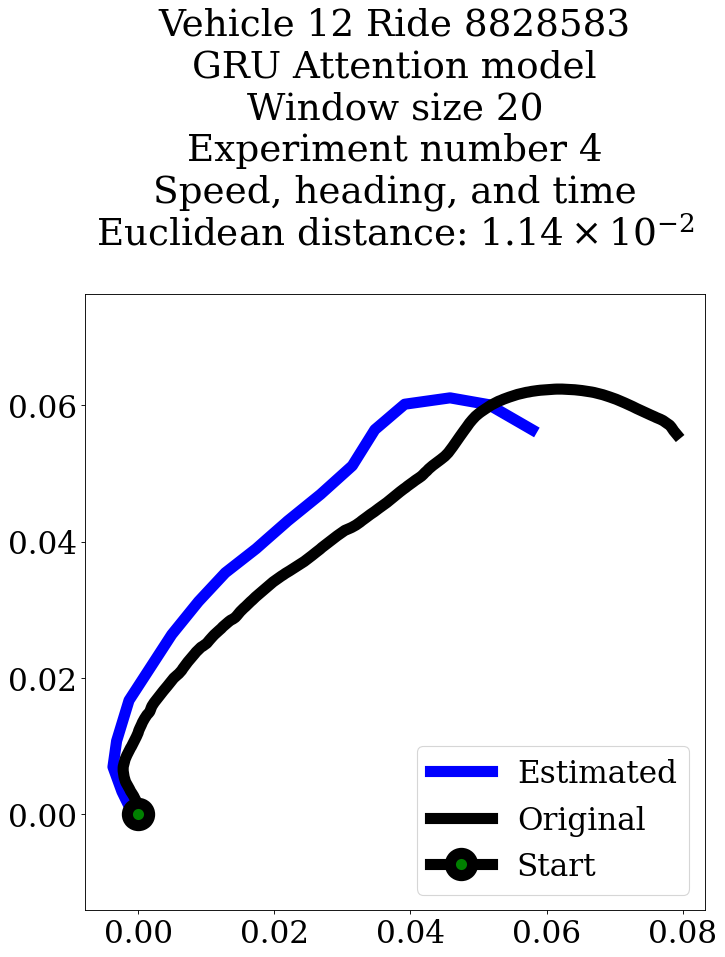 Vehicle 12 Ride 8828583
GRU Attention model
Window size 20
Experiment number 4
Speed, heading, and time
Euclidean distance: 1.14 × 10⁻²
0.06
0.04
0.02
0.00
Estimated
Original
Start
0.00 0.02 0.04 0.06 0.08